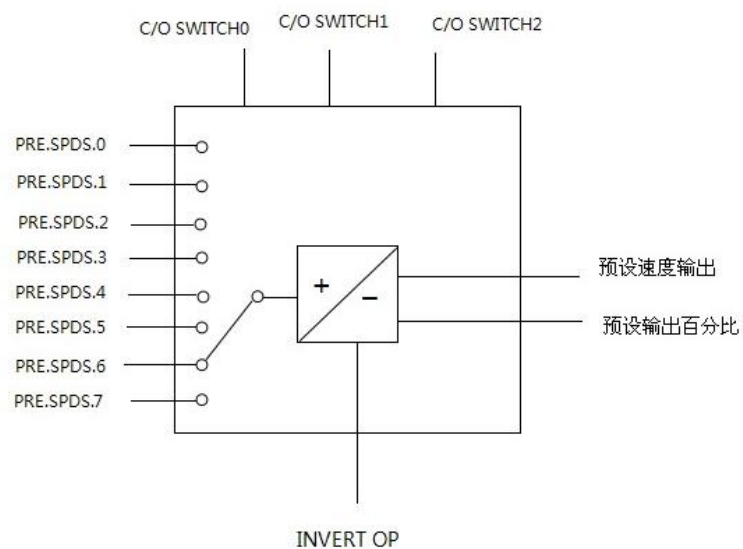 C/O SWITCH0
C/O SWITCH1
C/O SWITCH2
PRE.SPDS.0
PRE.SPDS.1
PRE.SPDS.2
PRE.SPDS.3
PRE.SPDS.4
PRE.SPDS.5
PRE.SPDS.6
PRE.SPDS.7
+
−
预设速度输出
预设输出百分比
INVERT OP